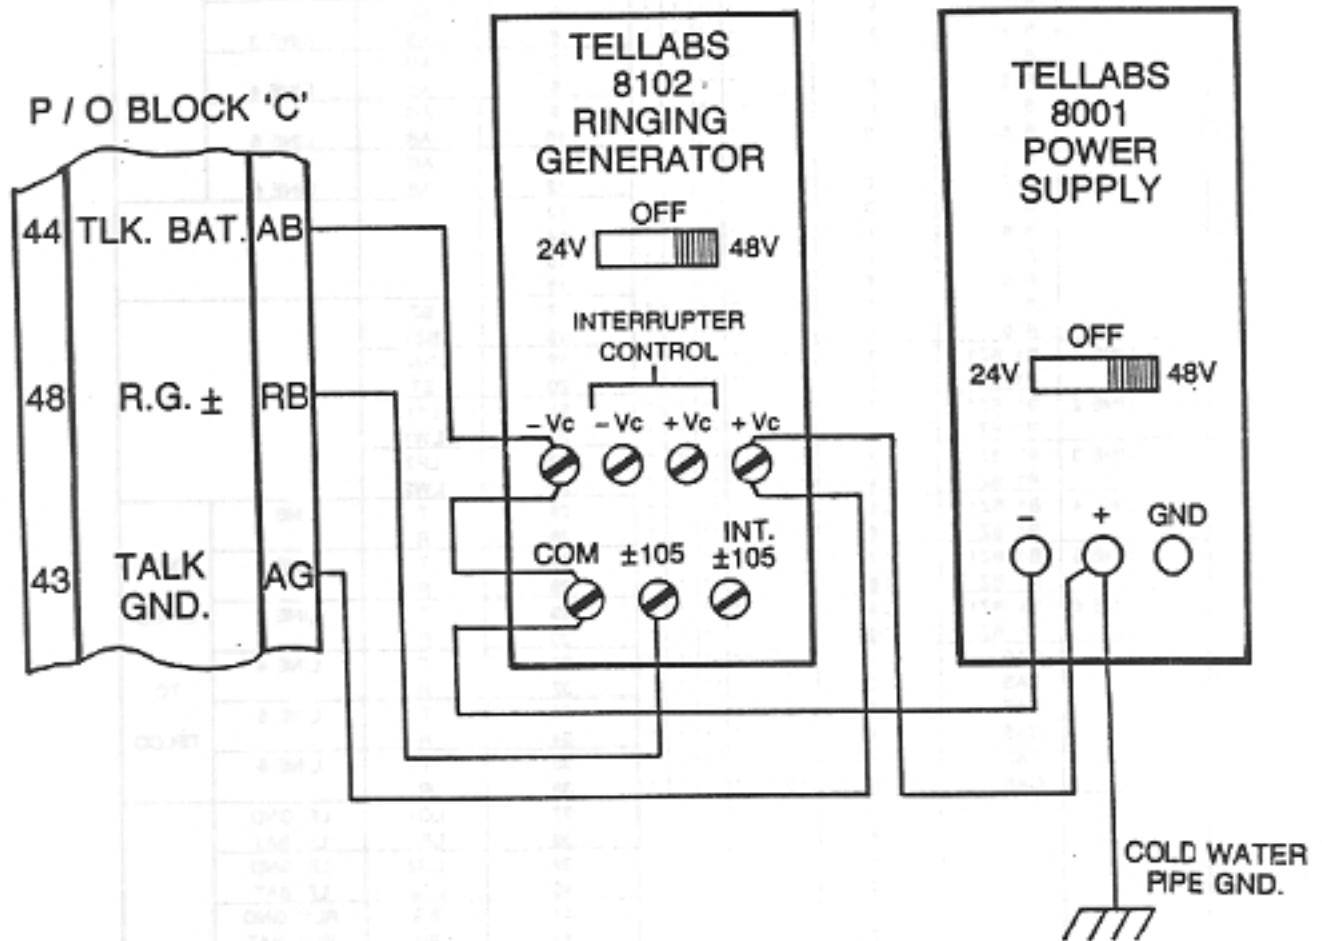 P / O BLOCK 'C'
44 TLK. BAT. AB
48 R.G. ± RB
43 TALK GND. AG
TELLABS
8102
RINGING
GENERATOR
OFF
24V 48V
INTERRUPTER
CONTROL
– Vc – Vc + Vc + Vc
COM ±105 INT. ±105
TELLABS
8001
POWER
SUPPLY
OFF
24V 48V
– + GND
COLD WATER
PIPE GND.